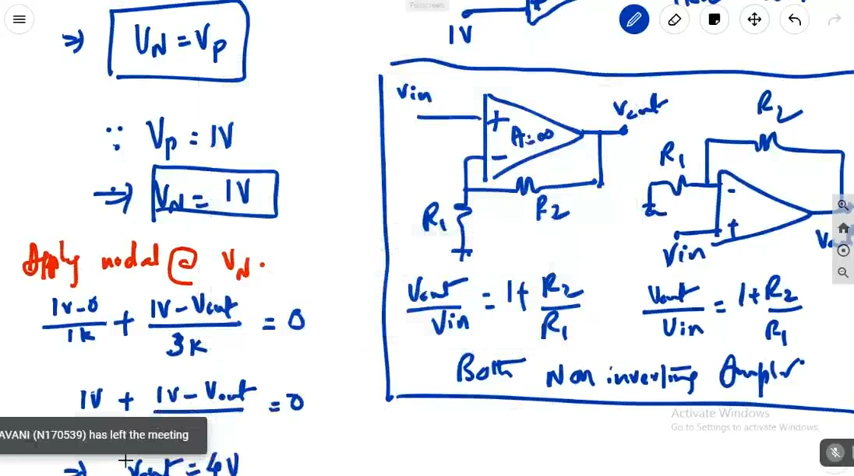 Fullscreen
⇒ VN = Vp
∵ Vp = 1V
⇒ VN = 1V
Apply nodal @ VN.
1V-0/1K + 1V-Vout/3K = 0
1V + 1V-Vout = 0
AVANI (N170539) has left the meeting
⇒ Vout = 4V
1V
+
Vin
+
A=∞
-
Vout
R1
R2
Vout/Vin = 1+ R2/R1
R2
R1
-
+
Vin
Vout/Vin = 1+ R2/R1
Both Non inverting
Activate Windows
Go to Settings to activate Windows.